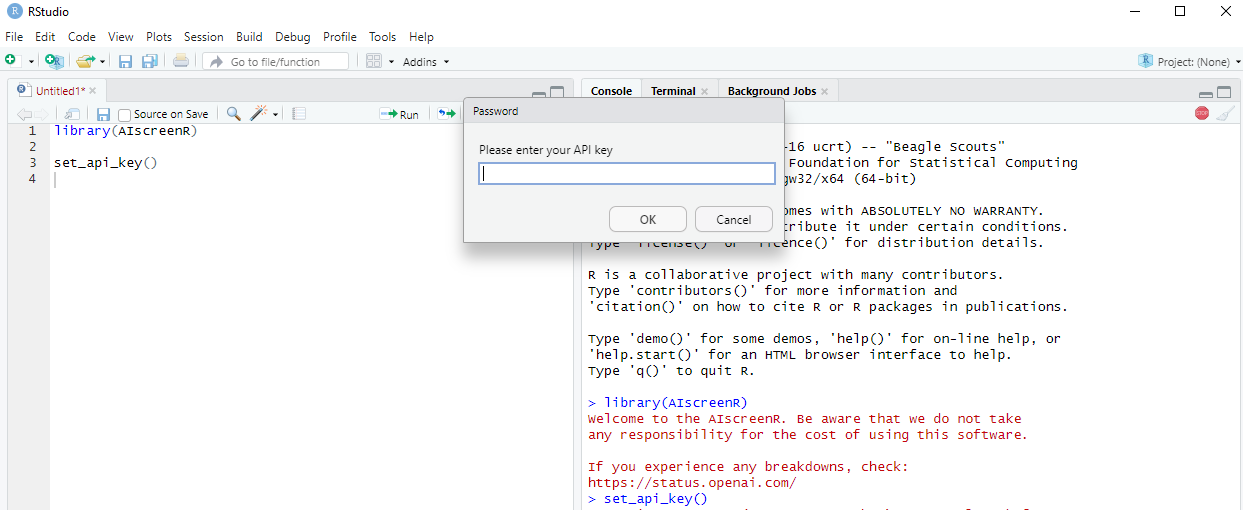 RStudio
File Edit Code View Plots Session Build Debug Profile Tools Help
Go to file/function Addins Project: (None)
Untitled1*
Source on Save Run
1 library(AIscreenR)
2
3 set_api_key()
4
Password
Please enter your API key
OK Cancel
Console Terminal Background Jobs
STOP
-16 ucrt) -- "Beagle Scouts"
Foundation for Statistical Computing
gw32/x64 (64-bit)
omes with ABSOLUTELY NO WARRANTY.
tribute it under certain conditions.
Type 'license()' or 'licence()' for distribution details.
R is a collaborative project with many contributors.
Type 'contributors()' for more information and
'citation()' on how to cite R or R packages in publications.
Type 'demo()' for some demos, 'help()' for on-line help, or
'help.start()' for an HTML browser interface to help.
Type 'q()' to quit R.
> library(AIscreenR)
Welcome to the AIscreenR. Be aware that we do not take
any responsibility for the cost of using this software.
If you experience any breakdowns, check:
https://status.openai.com/
> set_api_key()